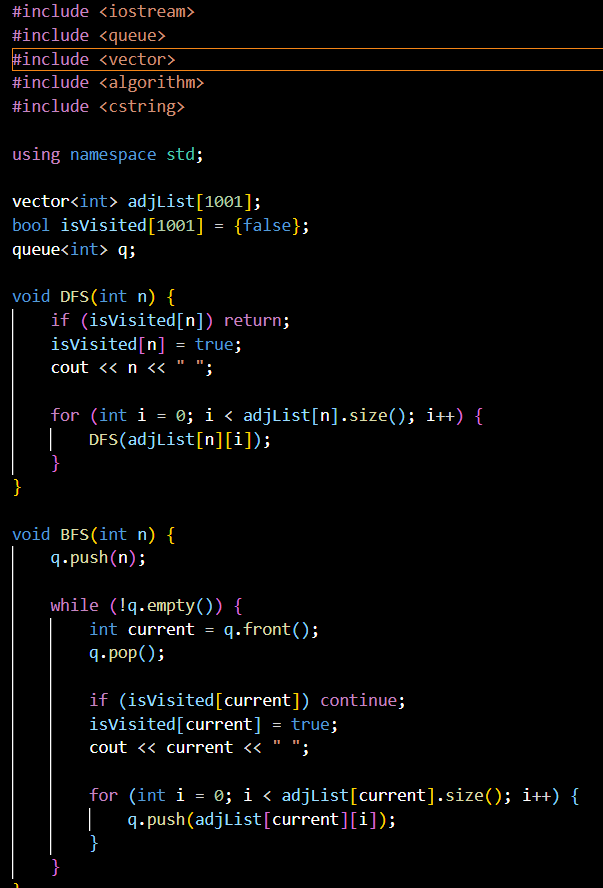 #include <iostream>
#include <queue>
#include <vector>
#include <algorithm>
#include <cstring>
using namespace std;
vector<int> adjList[1001];
bool isVisited[1001] = {false};
queue<int> q;
void DFS(int n) {
    if (isVisited[n]) return;
    isVisited[n] = true;
    cout << n << " ";
    for (int i = 0; i < adjList[n].size(); i++) {
        DFS(adjList[n][i]);
    }
}
void BFS(int n) {
    q.push(n);
    while (!q.empty()) {
        int current = q.front();
        q.pop();
        if (isVisited[current]) continue;
        isVisited[current] = true;
        cout << current << " ";
        for (int i = 0; i < adjList[current].size(); i++) {
            q.push(adjList[current][i]);
        }
    }
}